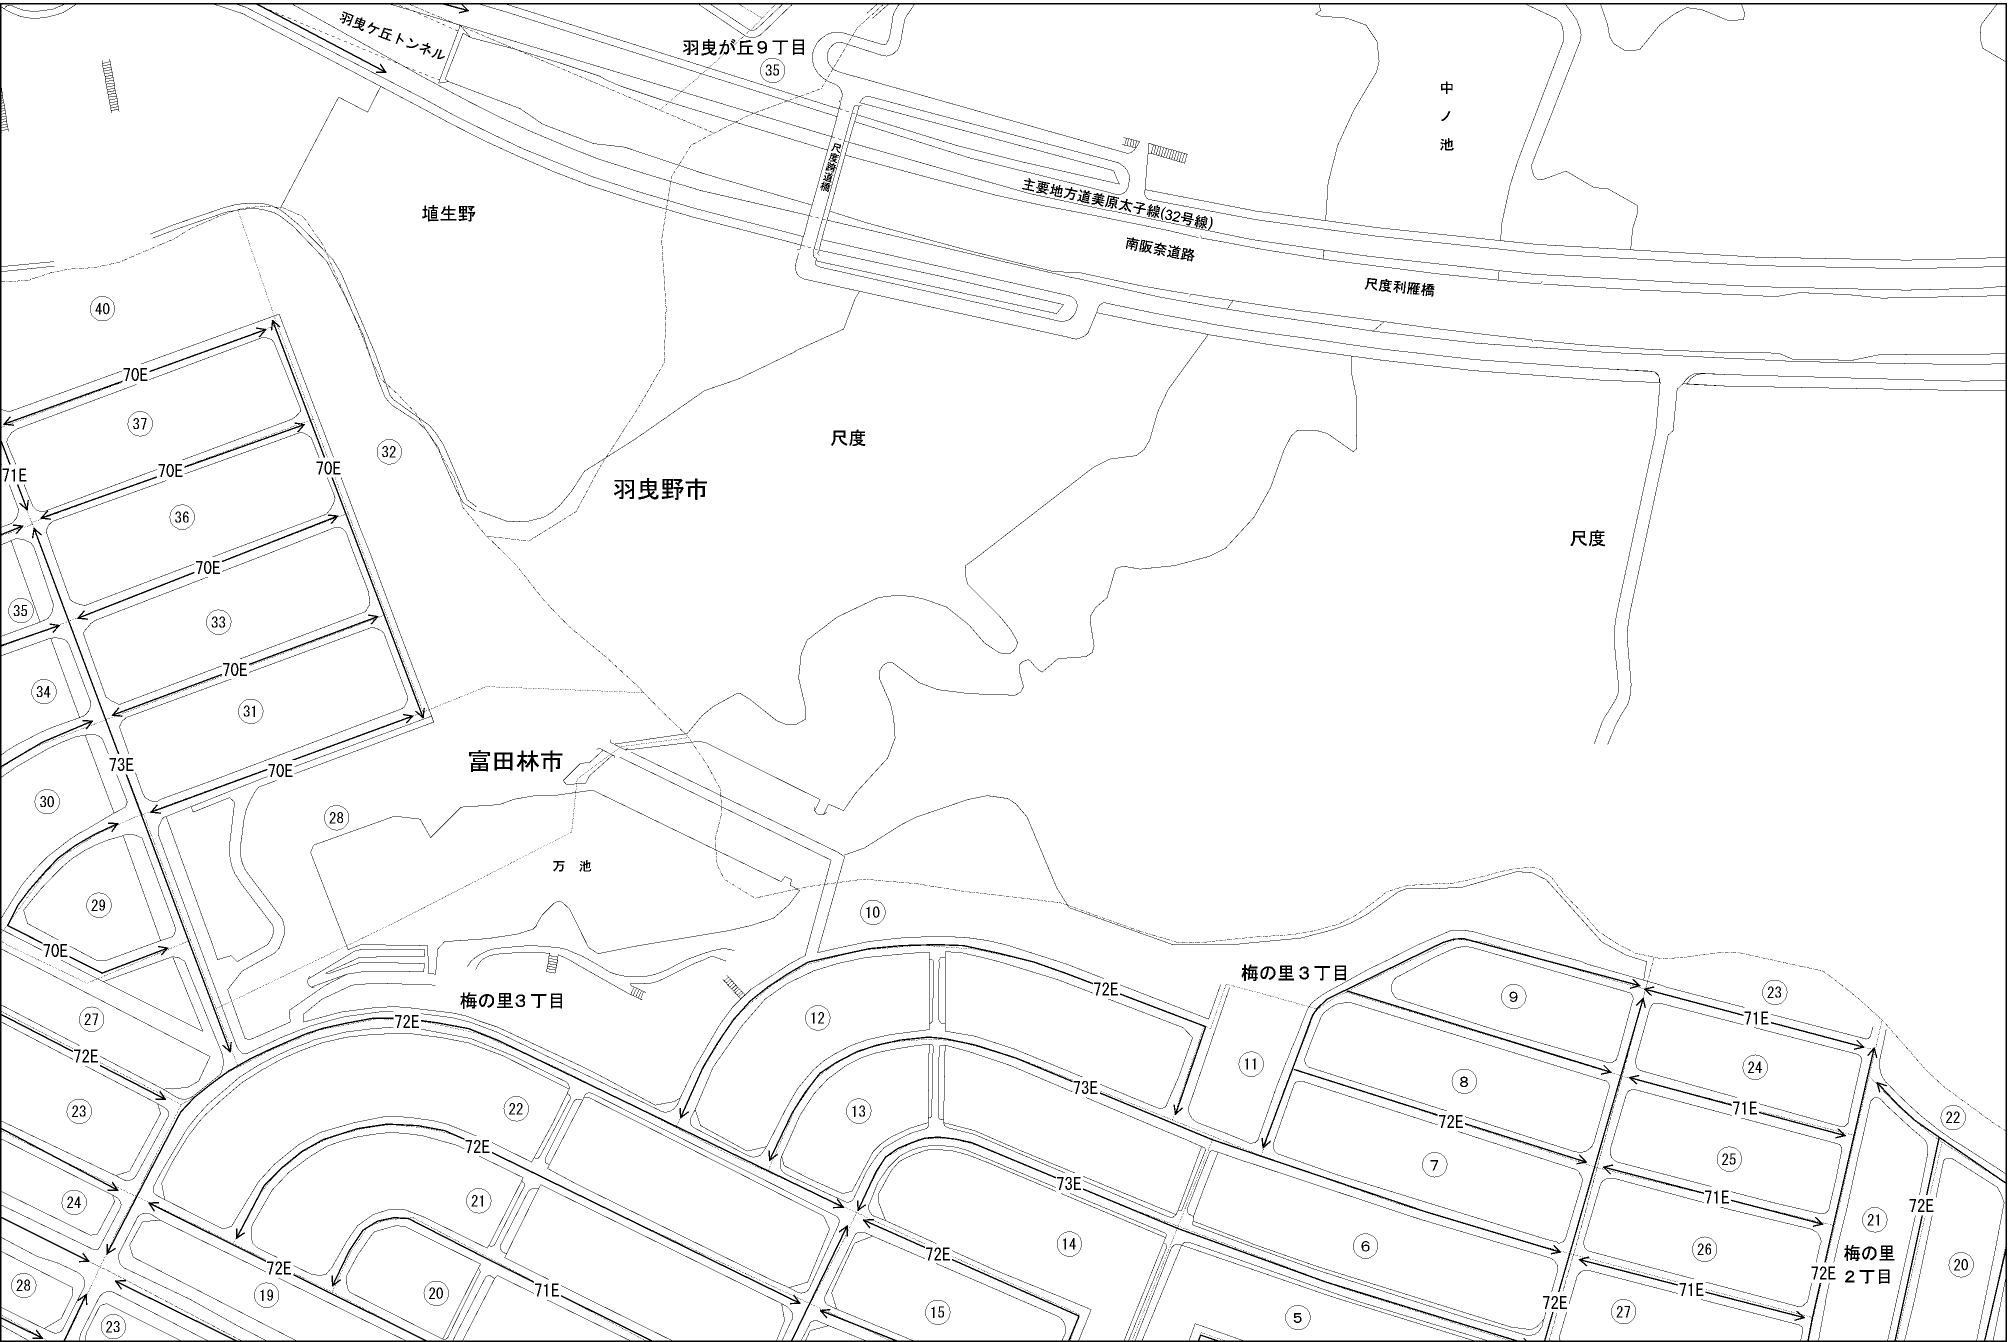 羽曳ケ丘トンネル
羽曳が丘９丁目
35
中ノ池
尺度跨道橋
埴生野
主要地方道美原太子線(32号線)
南阪奈道路
尺度利雁橋
40
70E
37
32
尺度
70E
70E
71E
羽曳野市
36
尺度
70E
35
33
70E
34
31
富田林市
73E
70E
30
28
万　池
29
10
70E
梅の里３丁目
72E
9
23
梅の里３丁目
27
72E
12
71E
72E
11
24
8
73E
23
22
13
71E
22
72E
72E
7
25
24
73E
71E
21
72E
21
14
6
26
梅の里
２丁目
72E
72E
20
72E
28
19
20
71E
71E
72E
15
5
27
23